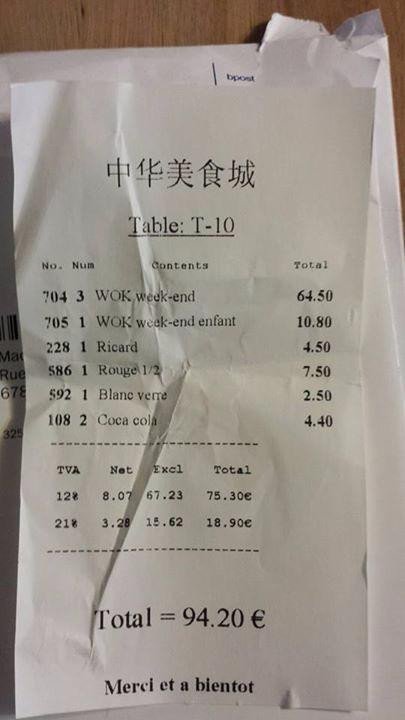 bpost
中华美食城
Table: T-10
No. Num Contents Total
704 3 WOK week-end 64.50
705 1 WOK week-end enfant 10.80
228 1 Ricard 4.50
586 1 Rouge 1/2 7.50
592 1 Blanc verre 2.50
108 2 Coca cola 4.40
TVA Net Excl Total
12% 8.07 67.23 75.30€
21% 3.28 15.62 18.90€
Total = 94.20 €
Merci et a bientot
Rue
678
325